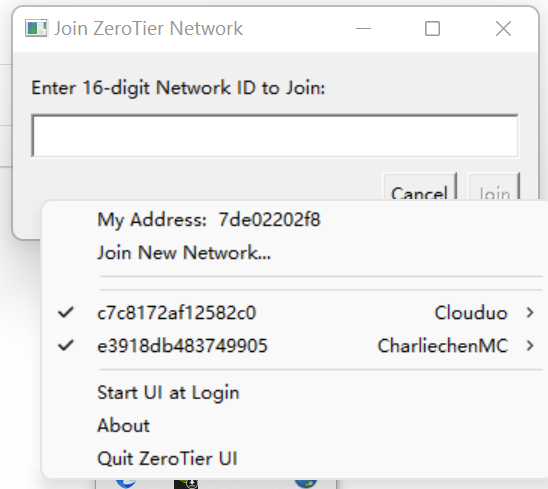 Join ZeroTier Network
Enter 16-digit Network ID to Join:
Cancel Join
My Address: 7de02202f8
Join New Network...
c7c8172af12582c0 Clouduo
e3918db483749905 CharliechenMC
Start UI at Login
About
Quit ZeroTier UI